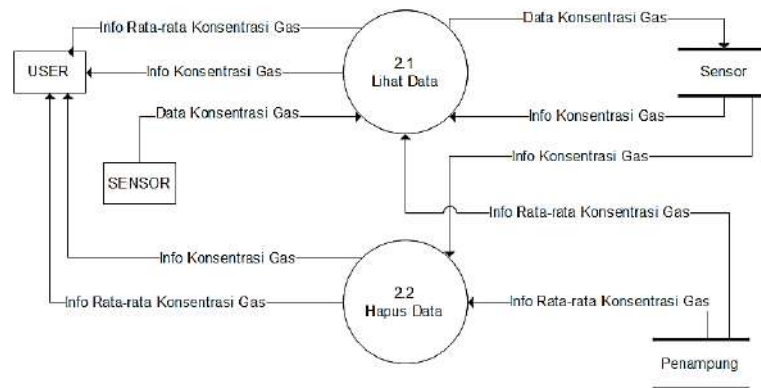 Info Rata-rata Konsentrasi Gas
Data Konsentrasi Gas
USER
Info Konsentrasi Gas
2.1
Lihat Data
Sensor
Data Konsentrasi Gas
Info Konsentrasi Gas
Info Konsentrasi Gas
SENSOR
Info Rata-rata Konsentrasi Gas
Info Konsentrasi Gas
2.2
Hapus Data
Info Rata-rata Konsentrasi Gas
Info Rata-rata Konsentrasi Gas
Penampung